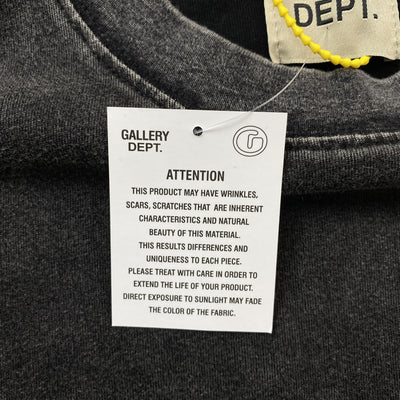 DEPT.
GALLERY
DEPT.
G
ATTENTION
THIS PRODUCT MAY HAVE WRINKLES,
SCARS, SCRATCHES THAT ARE INHERENT
CHARACTERISTICS AND NATURAL
BEAUTY OF THIS MATERIAL.
THIS RESULTS DIFFERENCES AND
UNIQUENESS TO EACH PIECE.
PLEASE TREAT WITH CARE IN ORDER TO
EXTEND THE LIFE OF YOUR PRODUCT.
DIRECT EXPOSURE TO SUNLIGHT MAY FADE
THE COLOR OF THE FABRIC.